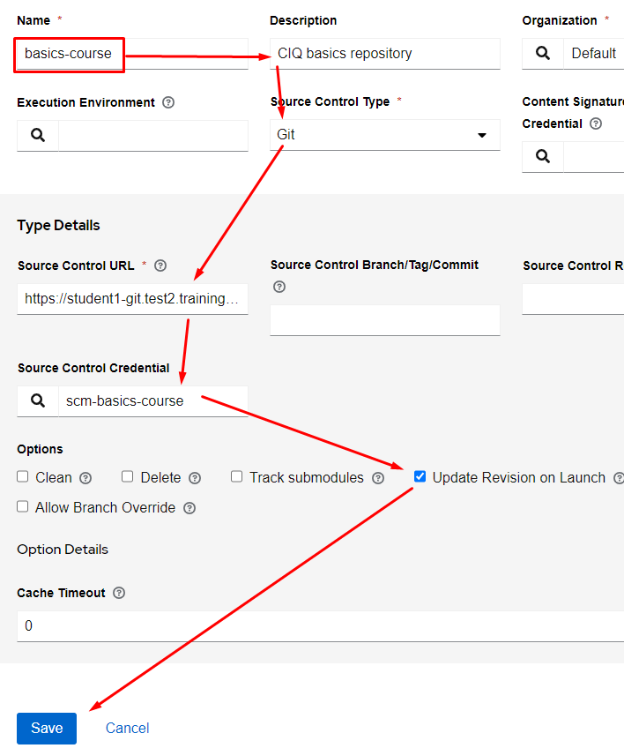 Name *
Description
Organization *
basics-course
CIQ basics repository
Default
Execution Environment
Source Control Type *
Content Signature
Credential
Git
Type Details
Source Control URL *
Source Control Branch/Tag/Commit
Source Control R
https://student1-git.test2.training...
Source Control Credential
scm-basics-course
Options
Clean
Delete
Track submodules
Update Revision on Launch
Allow Branch Override
Option Details
Cache Timeout
0
Save
Cancel